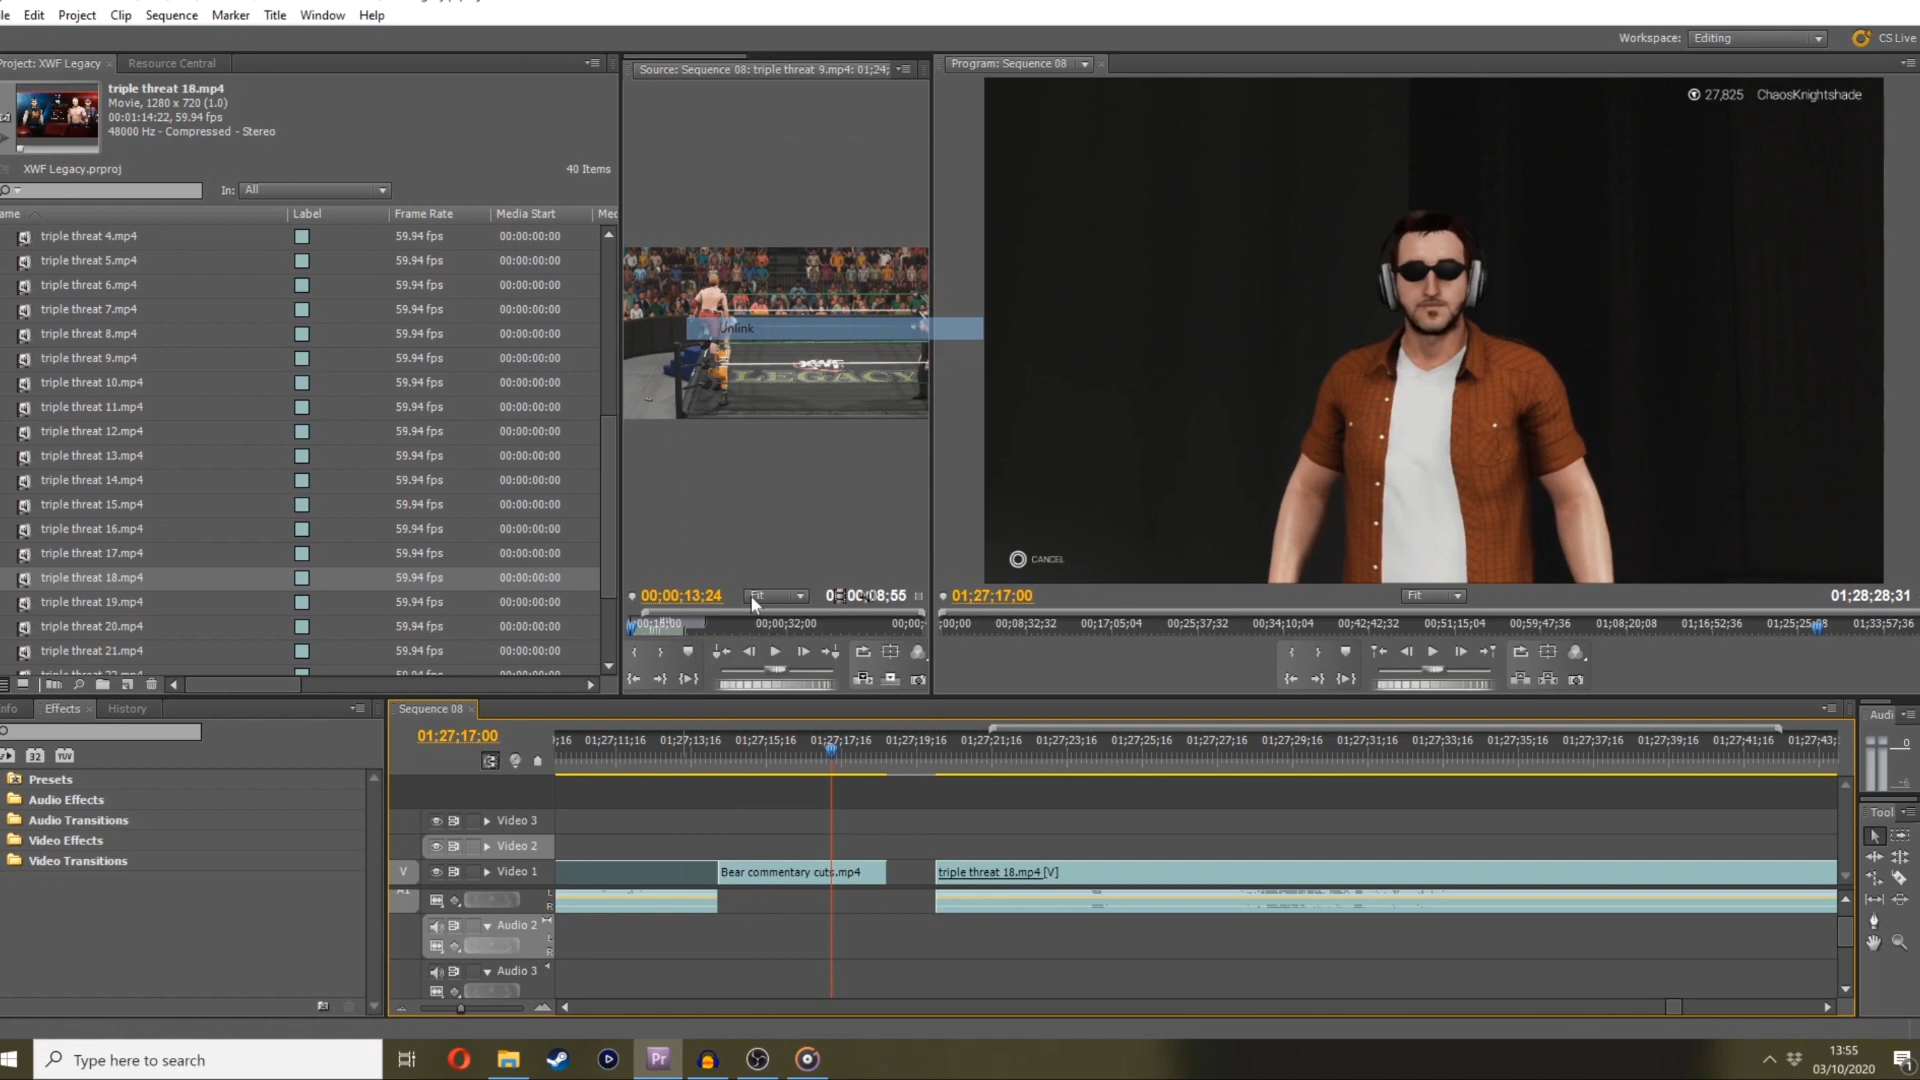 le Edit Project Clip Sequence Marker Title Window Help
Workspace: Editing CS Live
Project: XWF Legacy Resource Central
triple threat 18.mp4
Movie, 1280 x 720 (1.0)
00:01:14:22, 59.94 fps
48000 Hz - Compressed - Stereo
XWF Legacy.prproj 40 Items
In: All
ame Label Frame Rate Media Start Med
triple threat 4.mp4 59.94 fps 00:00:00:00
triple threat 5.mp4 59.94 fps 00:00:00:00
triple threat 6.mp4 59.94 fps 00:00:00:00
triple threat 7.mp4 59.94 fps 00:00:00:00
triple threat 8.mp4 59.94 fps 00:00:00:00
triple threat 9.mp4 59.94 fps 00:00:00:00
triple threat 10.mp4 59.94 fps 00:00:00:00
triple threat 11.mp4 59.94 fps 00:00:00:00
triple threat 12.mp4 59.94 fps 00:00:00:00
triple threat 13.mp4 59.94 fps 00:00:00:00
triple threat 14.mp4 59.94 fps 00:00:00:00
triple threat 15.mp4 59.94 fps 00:00:00:00
triple threat 16.mp4 59.94 fps 00:00:00:00
triple threat 17.mp4 59.94 fps 00:00:00:00
triple threat 18.mp4 59.94 fps 00:00:00:00
triple threat 19.mp4 59.94 fps 00:00:00:00
triple threat 20.mp4 59.94 fps 00:00:00:00
triple threat 21.mp4 59.94 fps 00:00:00:00
Source: Sequence 08: triple threat 9.mp4: 01;24;
Unlink
XWF
LEGACY
00;00;13;24 Fit
00;00;32;00 00;00;
Program: Sequence 08
27,825 ChaosKnightshade
CANCEL
01;27;17;00 Fit 01;28;28;31
;00;00 00;08;32;32 00;17;05;04 00;25;37;32 00;34;10;04 00;42;42;32 00;51;15;04 00;59;47;36 01;08;20;08 01;16;52;36 01;33;57;36
nfo Effects History
32 YUV
Presets
Audio Effects
Audio Transitions
Video Effects
Video Transitions
Sequence 08
01;27;17;00
;16 01;27;11;16 01;27;13;16 01;27;15;16 01;27;17;16 01;27;19;16 01;27;21;16 01;27;23;16 01;27;25;16 01;27;27;16 01;27;29;16 01;27;31;16 01;27;33;16 01;27;35;16 01;27;37;16 01;27;39;16 01;27;41;16 01;27;43;
Video 3
Video 2
V Video 1 Bear commentary cuts.mp4 triple threat 18.mp4 [V]
A1 L
R
Audio 2 L
R
Audio 3
Audi
0
-6
Tool
Type here to search
Pr
13:55
03/10/2020
1